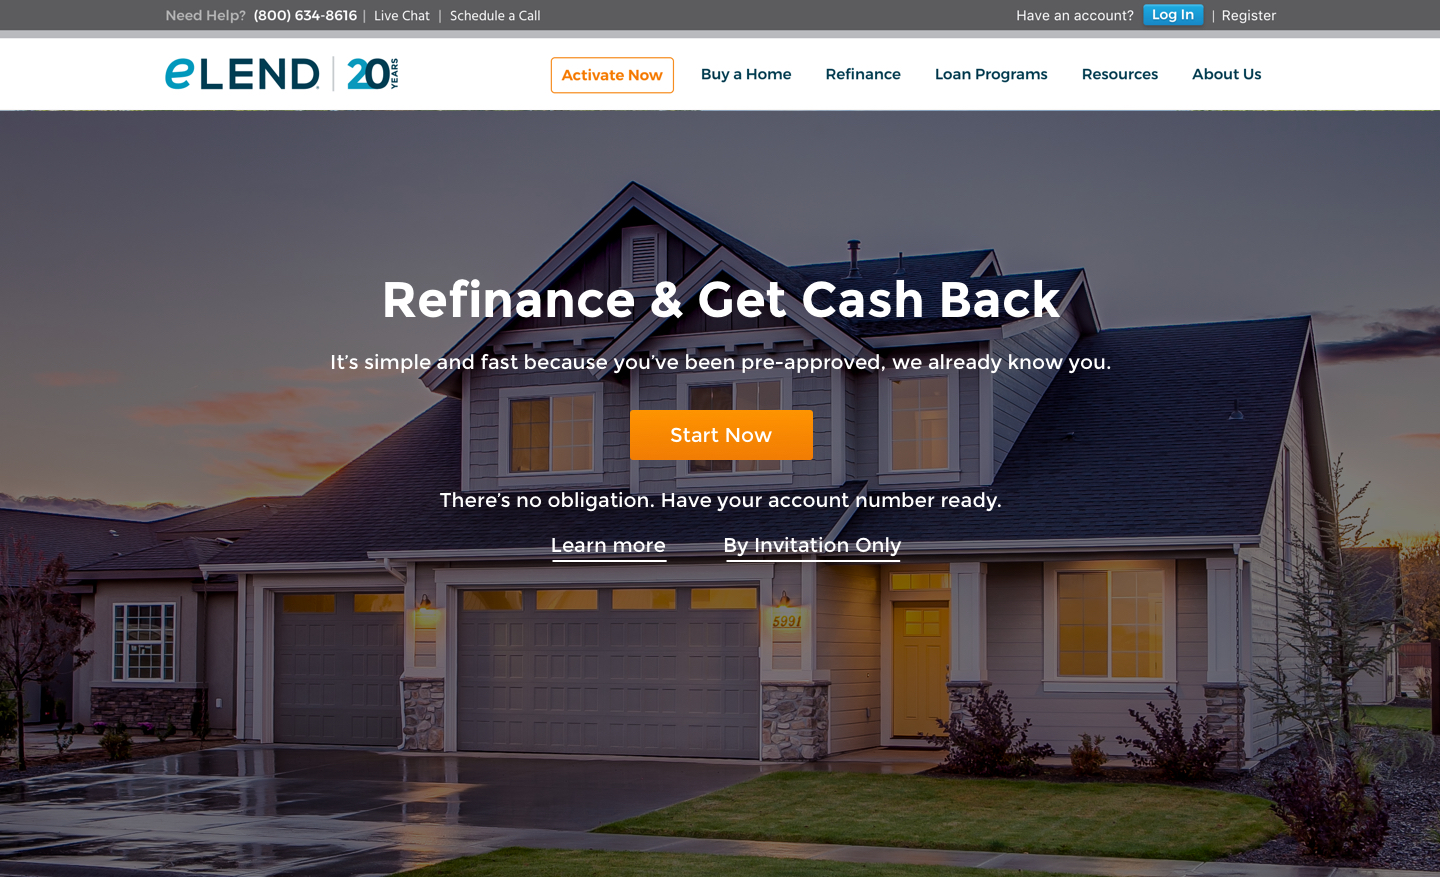 Need Help? (800) 634-8616 | Live Chat | Schedule a Call
Have an account? Log In | Register
eLEND | 20 YEARS
Activate Now
Buy a Home
Refinance
Loan Programs
Resources
About Us
Refinance & Get Cash Back
It’s simple and fast because you’ve been pre-approved, we already know you.
Start Now
There’s no obligation. Have your account number ready.
Learn more
By Invitation Only
5991